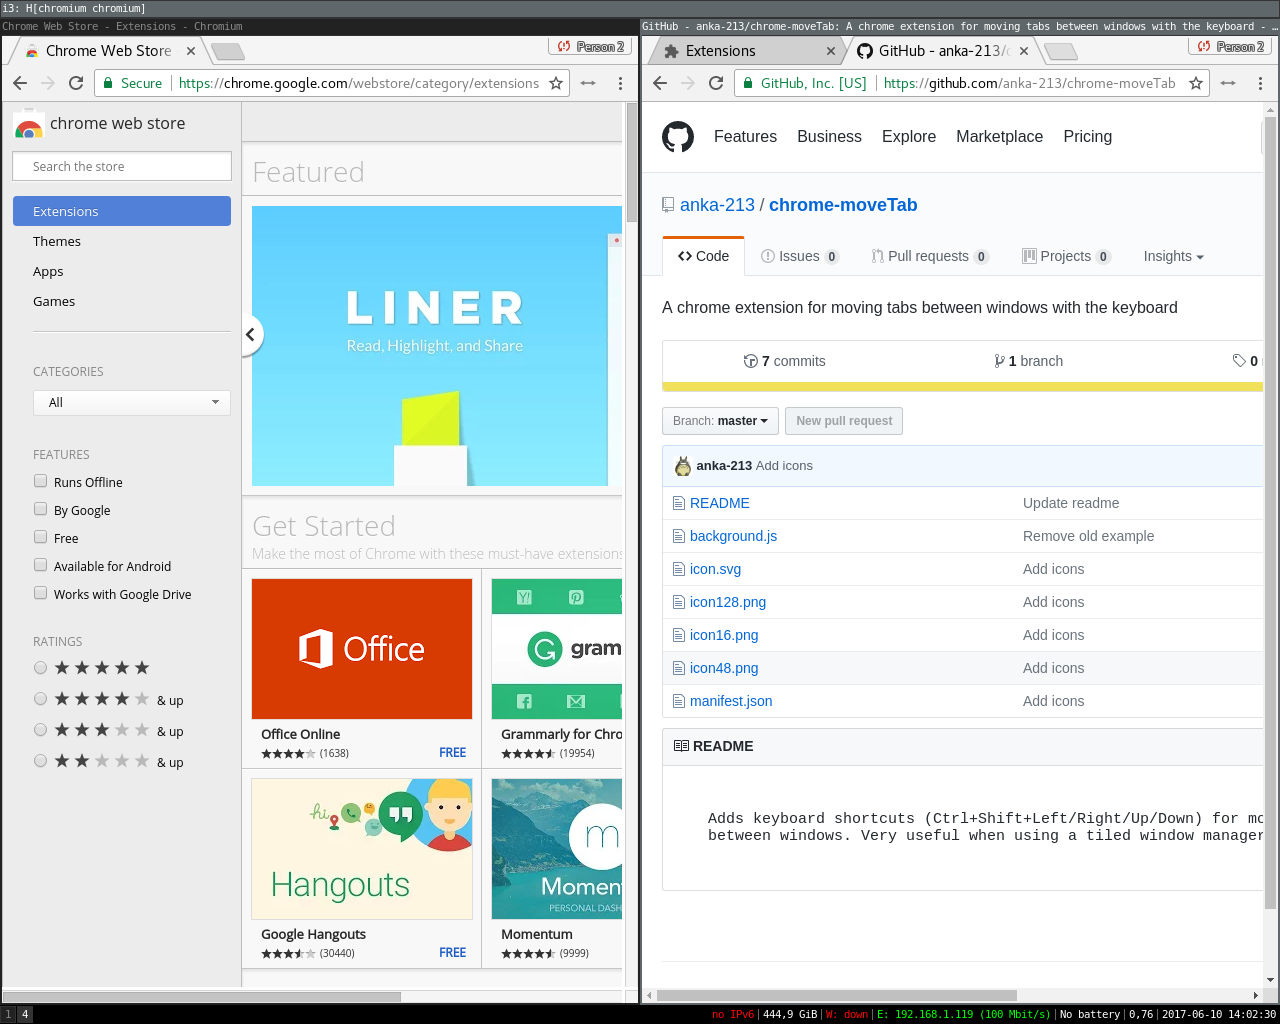 i3: H[chromium chromium]
Chrome Web Store - Extensions - Chromium
Chrome Web Store
Person 2
Secure
https://chrome.google.com/webstore/category/extensions
chrome web store
Search the store
Extensions
Themes
Apps
Games
CATEGORIES
All
FEATURES
Runs Offline
By Google
Free
Available for Android
Works with Google Drive
RATINGS
& up
& up
& up
Featured
LINER
Read, Highlight, and Share
Get Started
Make the most of Chrome with these must-have extensions
Office
Office Online
(1638)
FREE
gram
Grammarly for Chro
(19954)
hi
Hangouts
Google Hangouts
(30440)
FREE
m
Momen
PERSONAL DASH
Momentum
(9999)
GitHub - anka-213/chrome-moveTab: A chrome extension for moving tabs between windows with the keyboard - …
Extensions
GitHub - anka-213/c
Person 2
GitHub, Inc. [US]
https://github.com/anka-213/chrome-moveTab
Features Business Explore Marketplace Pricing
anka-213 / chrome-moveTab
Code Issues 0 Pull requests 0 Projects 0 Insights
A chrome extension for moving tabs between windows with the keyboard
7 commits 1 branch 0
Branch: master New pull request
anka-213 Add icons
README Update readme
background.js Remove old example
icon.svg Add icons
icon128.png Add icons
icon16.png Add icons
icon48.png Add icons
manifest.json Add icons
README
Adds keyboard shortcuts (Ctrl+Shift+Left/Right/Up/Down) for mo
between windows. Very useful when using a tiled window manager
1 4
no IPv6|444,9 GiB|W: down|E: 192.168.1.119 (100 Mbit/s)|No battery|0,76|2017-06-10 14:02:30